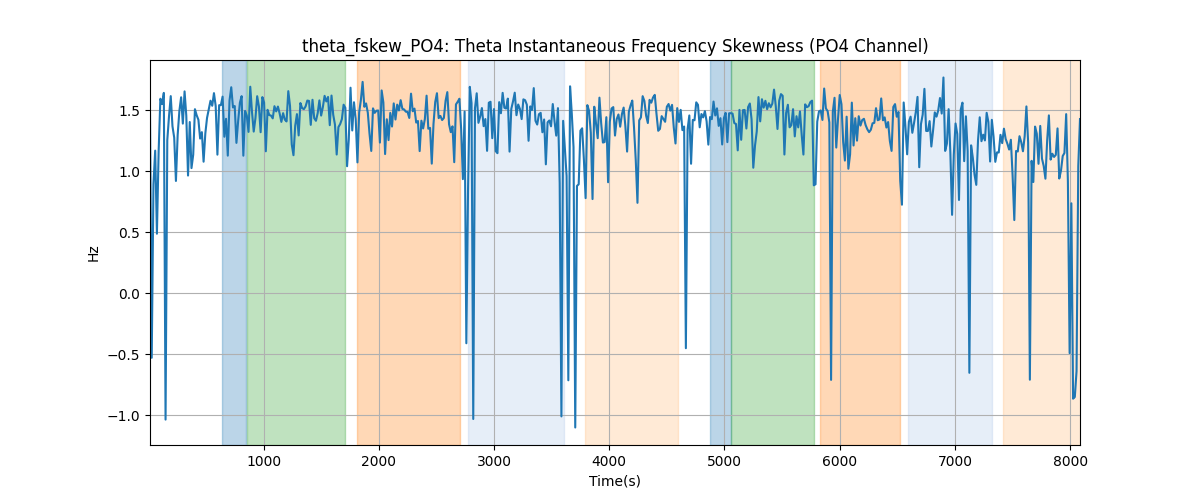 theta_fskew_PO4: Theta Instantaneous Frequency Skewness (PO4 Channel)
1.5
1.0
0.5
0.0
−0.5
−1.0
Hz
1000 2000 3000 4000 5000 6000 7000 8000
Time(s)